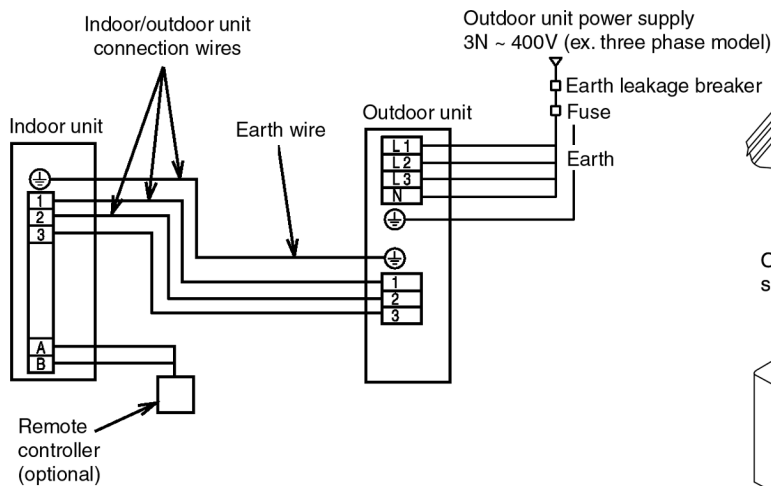 Indoor/outdoor unit
connection wires
Outdoor unit power supply
3N ~ 400V (ex. three phase model)
Earth leakage breaker
Fuse
Earth
Indoor unit
Earth wire
Outdoor unit
L1
L2
L3
N
1
2
3
1
2
3
A
B
Remote
controller
(optional)